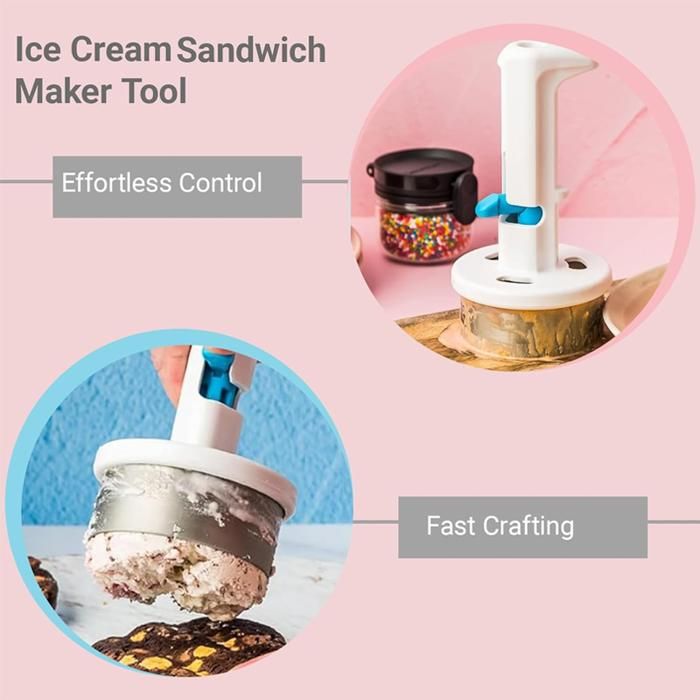 Ice Cream Sandwich
Maker Tool
Effortless Control
Fast Crafting